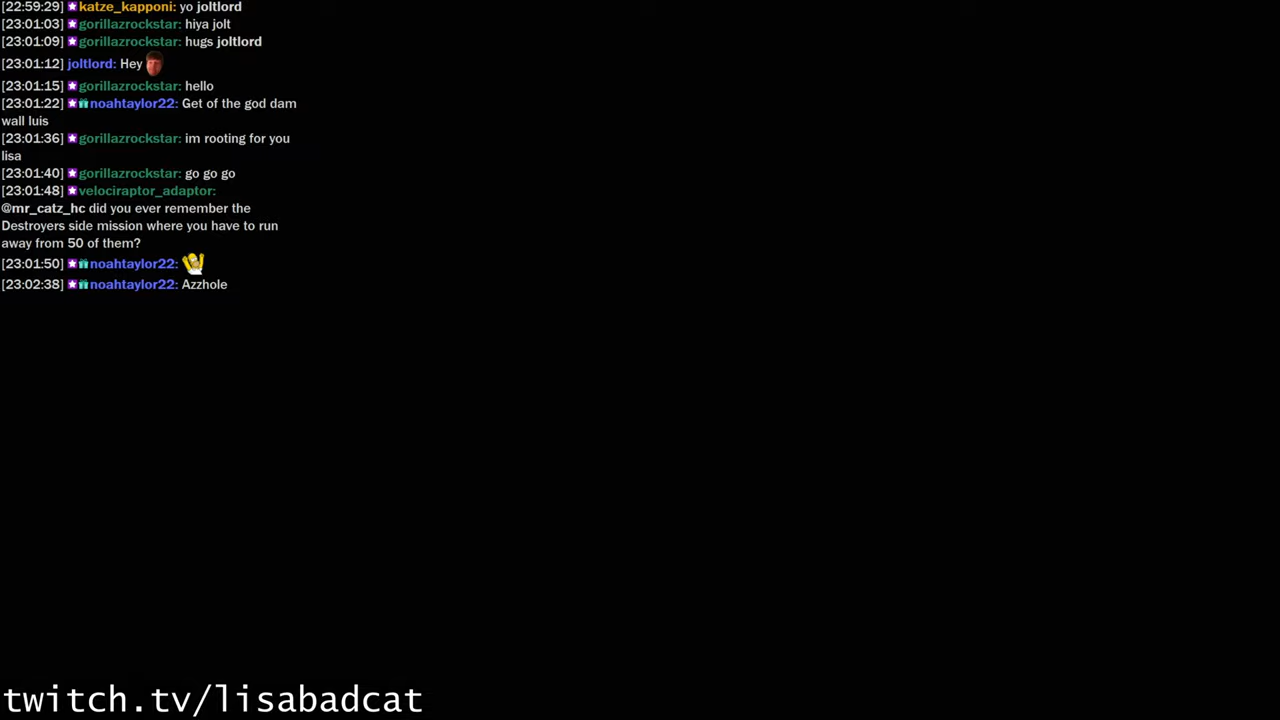 [22:59:29] katze_kapponi: yo joltlord
[23:01:03] gorillazrockstar: hiya jolt
[23:01:09] gorillazrockstar: hugs joltlord
[23:01:12] joltlord: Hey
[23:01:15] gorillazrockstar: hello
[23:01:22] noahtaylor22: Get of the god dam
wall luis
[23:01:36] gorillazrockstar: im rooting for you
lisa
[23:01:40] gorillazrockstar: go go go
[23:01:48] velociraptor_adaptor:
@mr_catz_hc did you ever remember the
Destroyers side mission where you have to run
away from 50 of them?
[23:01:50] noahtaylor22:
[23:02:38] noahtaylor22: Azzhole
twitch.tv/lisabadcat